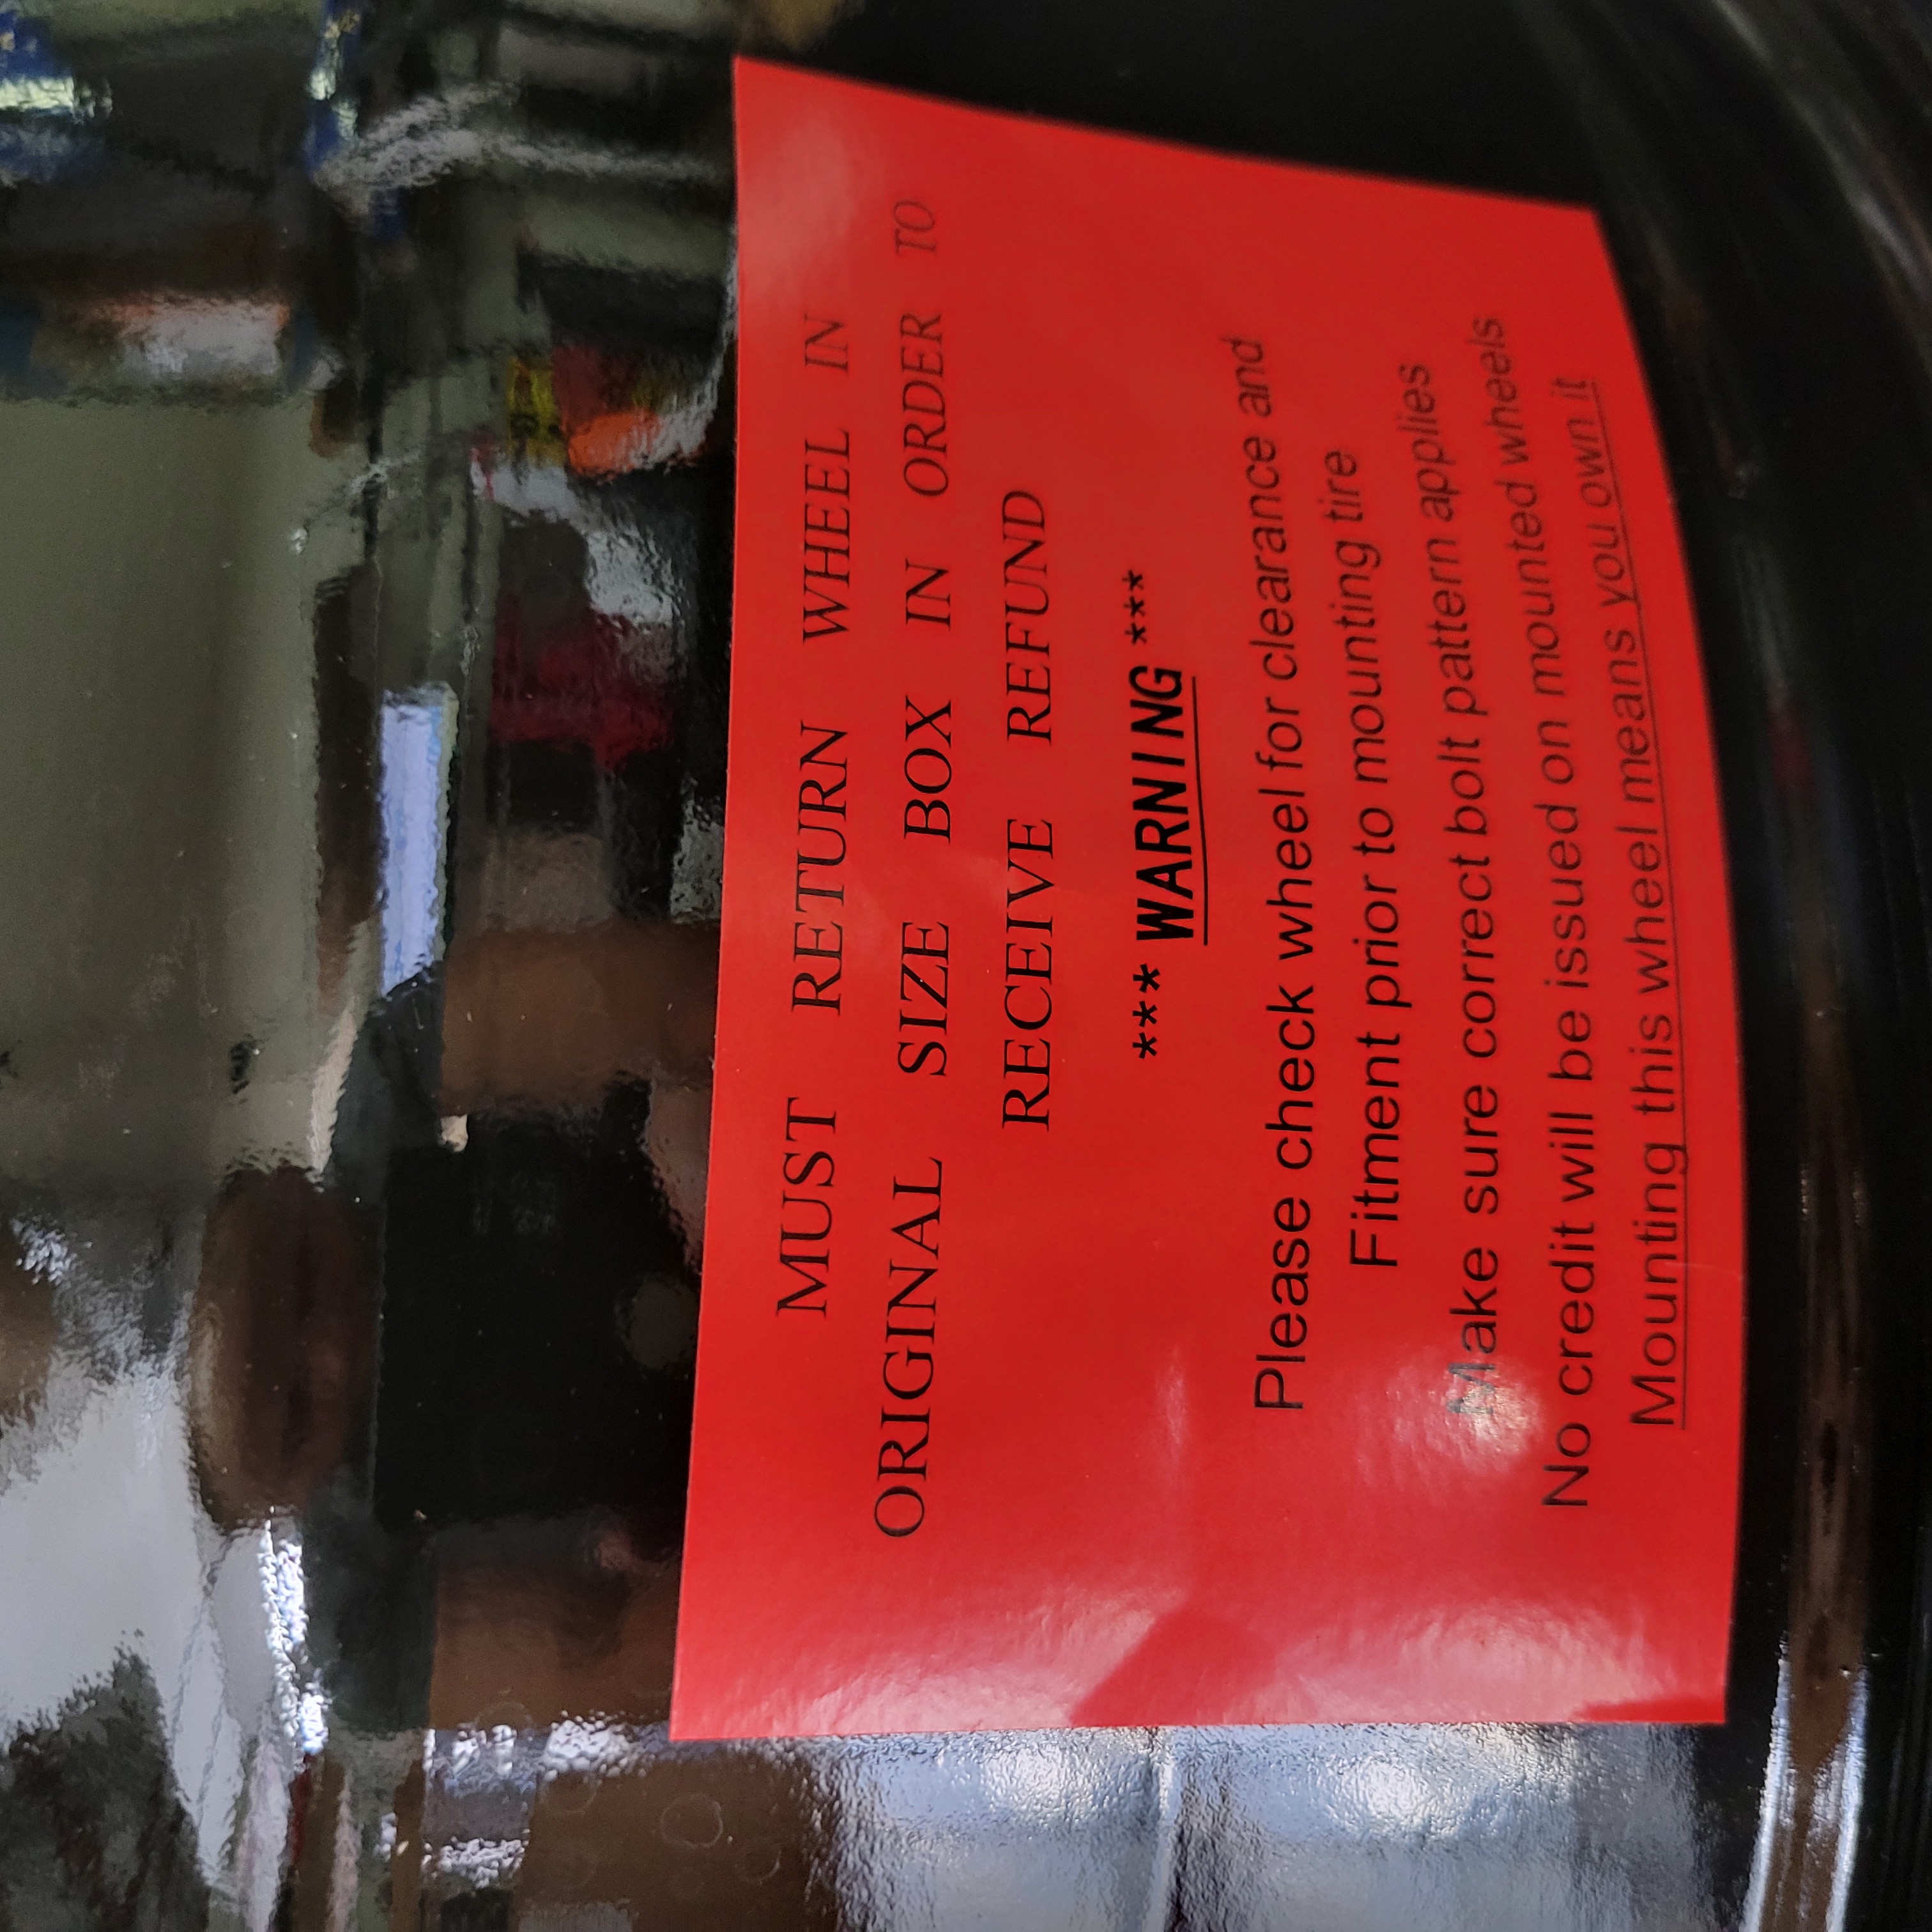 MUST RETURN WHEEL IN
ORIGINAL SIZE BOX IN ORDER TO
RECEIVE REFUND
*** WARNING ***
Please check wheel for clearance and
Fitment prior to mounting tire
Make sure correct bolt pattern applies
No credit will be issued on mounted wheels
Mounting this wheel means you own it